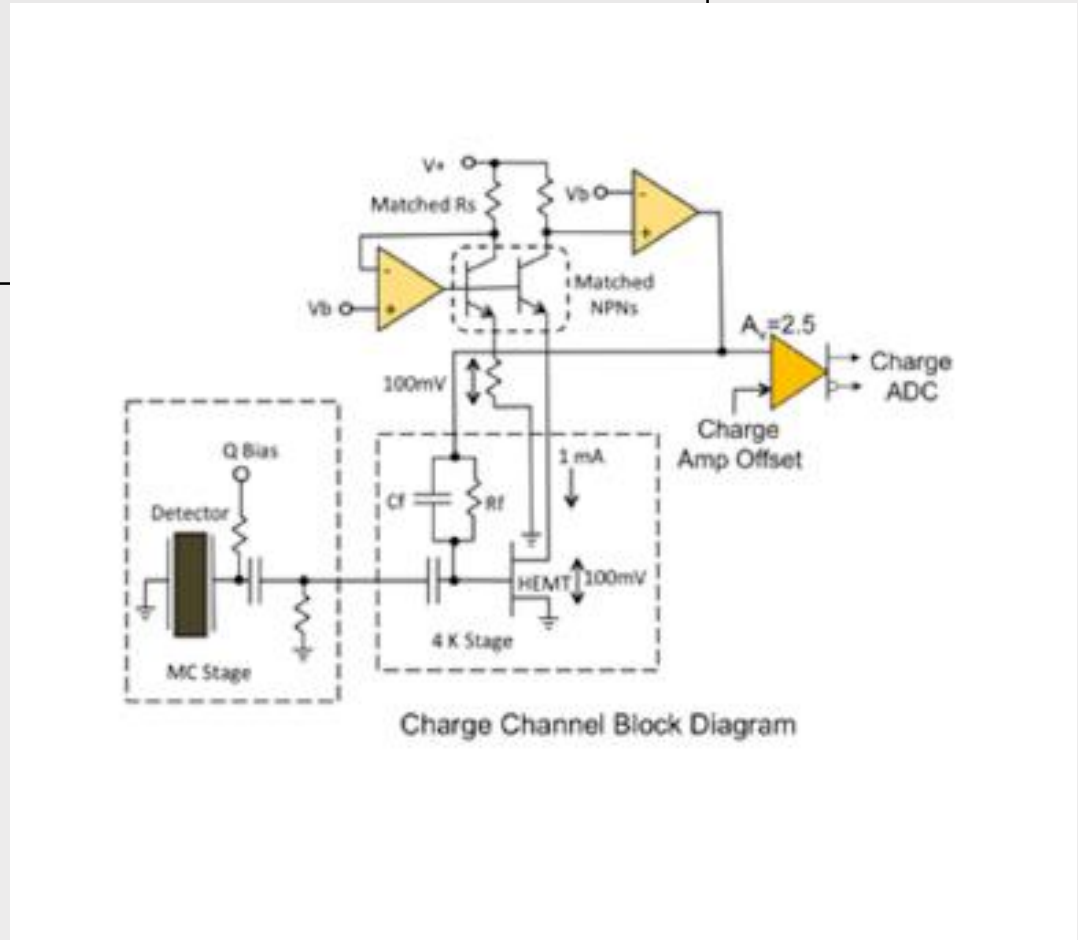 V+
Matched Rs
Vb
-
+
-
+
Vb
Matched
NPNs
Av=2.5
Charge
ADC
100mV
Charge
Amp Offset
1 mA
Q Bias
Detector
Cf
Rf
HEMT
100mV
4 K Stage
MC Stage
Charge Channel Block Diagram